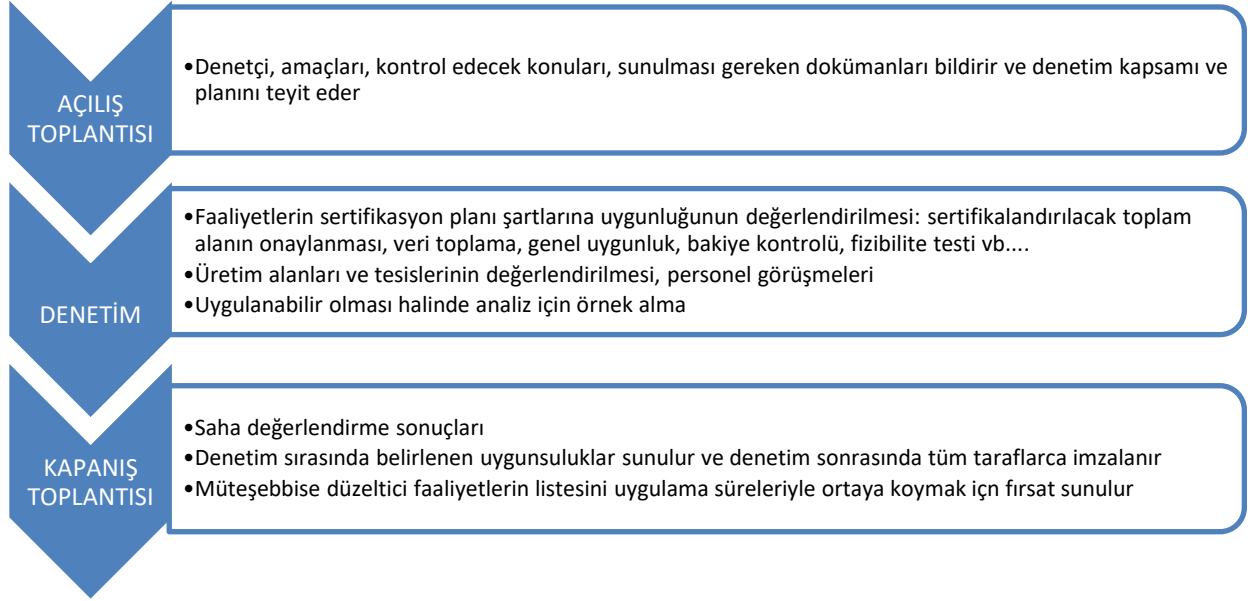 AÇILIŞ
TOPLANTISI
•Denetçi, amaçları, kontrol edecek konuları, sunulması gereken dokümanları bildirir ve denetim kapsamı ve
planını teyit eder
DENETİM
•Faaliyetlerin sertifikasyon planı şartlarına uygunluğunun değerlendirilmesi: sertifikalandırılacak toplam
alanın onaylanması, veri toplama, genel uygunluk, bakiye kontrolü, fizibilite testi vb....
•Üretim alanları ve tesislerinin değerlendirilmesi, personel görüşmeleri
•Uygulanabilir olması halinde analiz için örnek alma
KAPANIŞ
TOPLANTISI
•Saha değerlendirme sonuçları
•Denetim sırasında belirlenen uygunsuluklar sunulur ve denetim sonrasında tüm taraflarca imzalanır
•Müteşebbise düzeltici faaliyetlerin listesini uygulama süreleriyle ortaya koymak içn fırsat sunulur